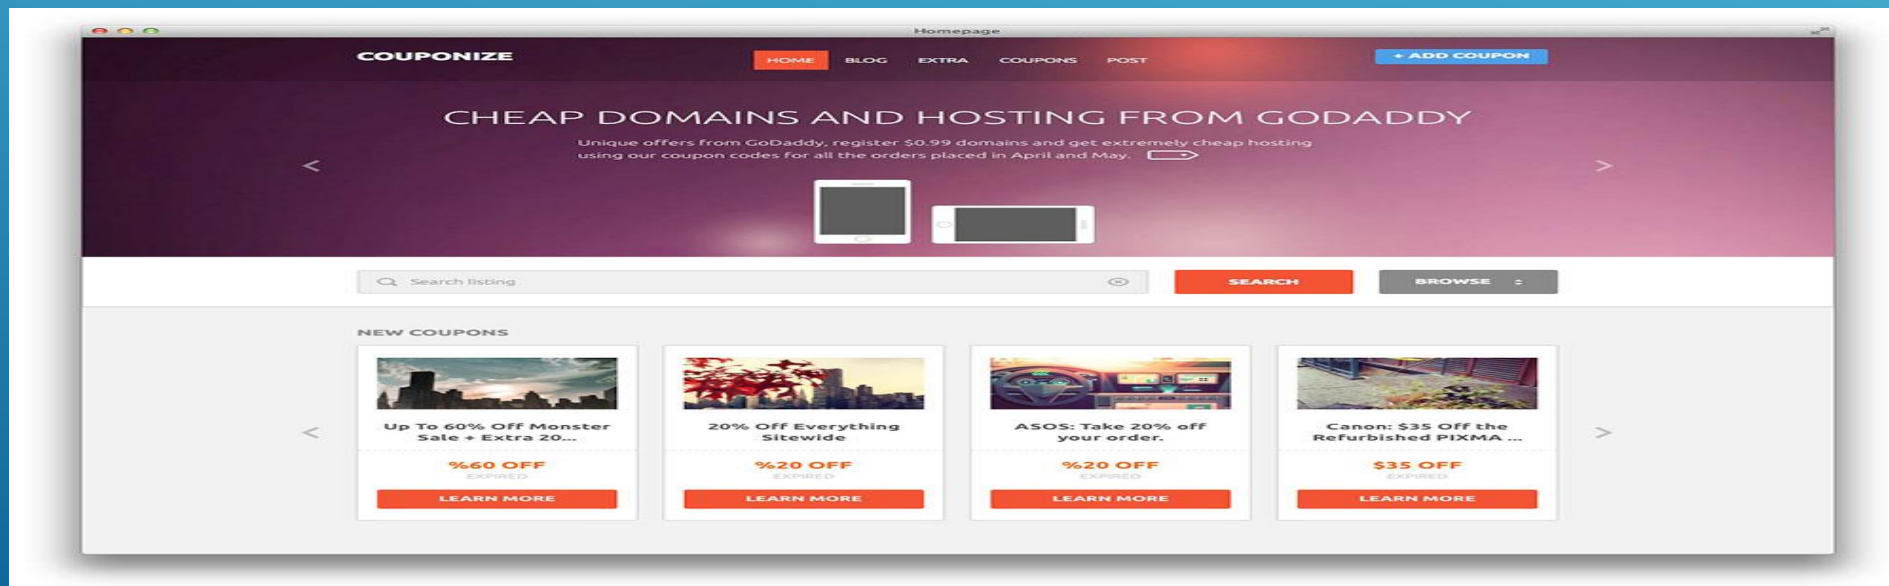 Homepage
COUPONIZE
HOME BLOG EXTRA COUPONS POST
+ ADD COUPON
CHEAP DOMAINS AND HOSTING FROM GODADDY
Unique offers from GoDaddy, register $0.99 domains and get extremely cheap hosting
using our coupon codes for all the orders placed in April and May.
Search listing
SEARCH
BROWSE
NEW COUPONS
Up To 60% Off Monster
Sale + Extra 20...
%60 OFF
EXPIRED
LEARN MORE
20% Off Everything
Sitewide
%20 OFF
EXPIRED
LEARN MORE
ASOS: Take 20% off
your order.
%20 OFF
EXPIRED
LEARN MORE
Canon: $35 Off the
Refurbished PIXMA ...
$35 OFF
EXPIRED
LEARN MORE